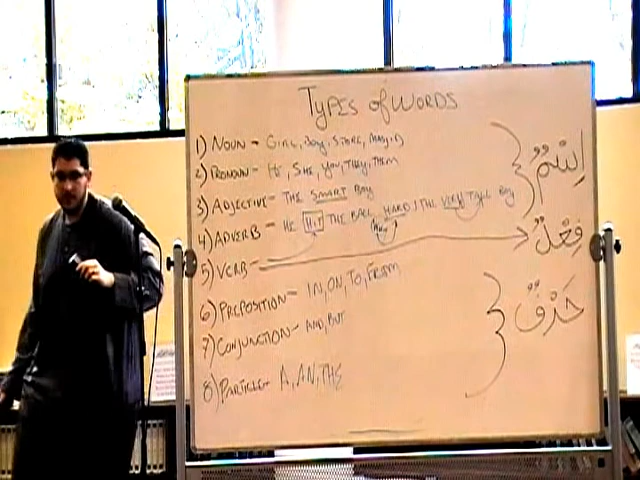 TYPES OF WORDS
1) NOUN - GIRL, BOY, STORE, MASJID
2) PRONOUN - HE, SHE, YOU, THEY, THEM
3) ADJECTIVE - THE SMART BOY
4) ADVERB - HE HIT THE BALL HARD / THE VERY TALL BOY
5) VERB -
6) PREPOSITION - IN, ON, TO, FROM
7) CONJUNCTION - AND, BUT
8) PARTICLE - A, AN, THE
اِسْمٌ
فِعْلٌ
حَرْفٌ